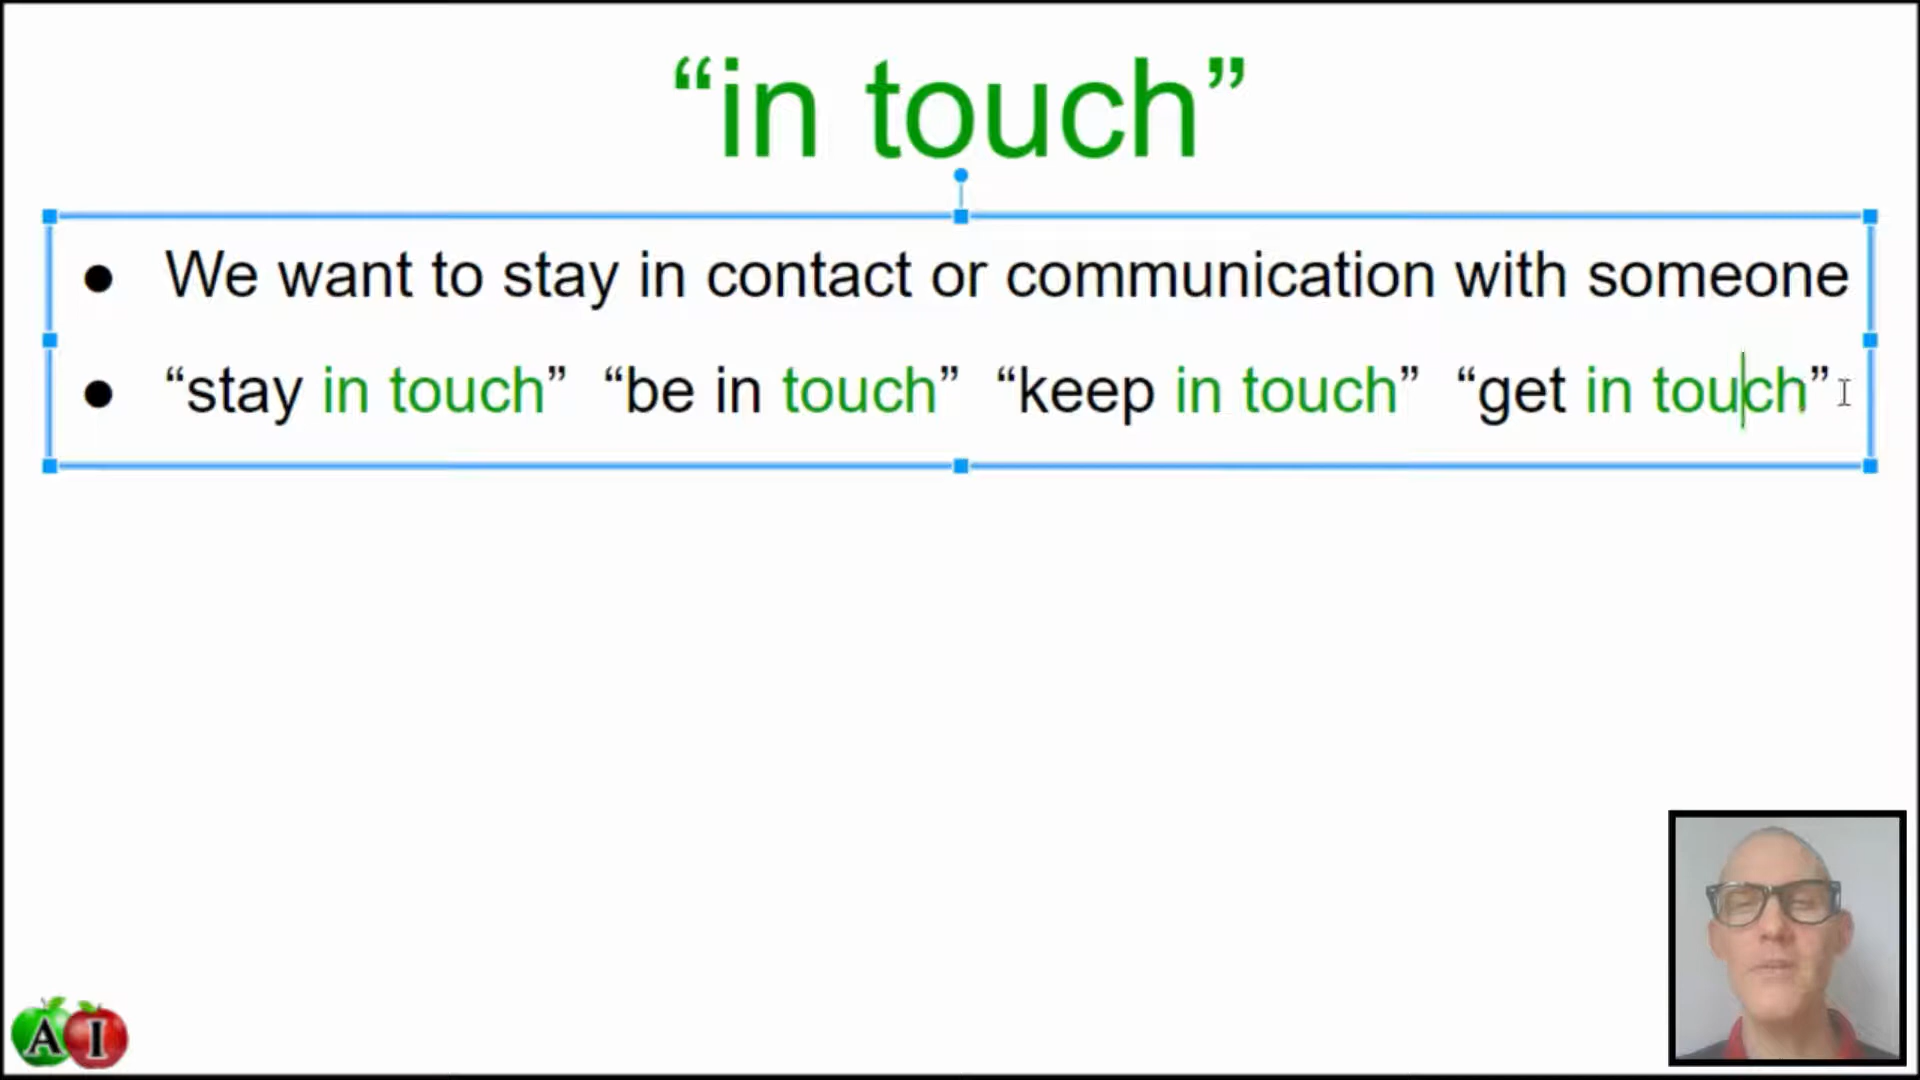 “in touch”
● We want to stay in contact or communication with someone
● “stay in touch” “be in touch” “keep in touch” “get in touch”
A I